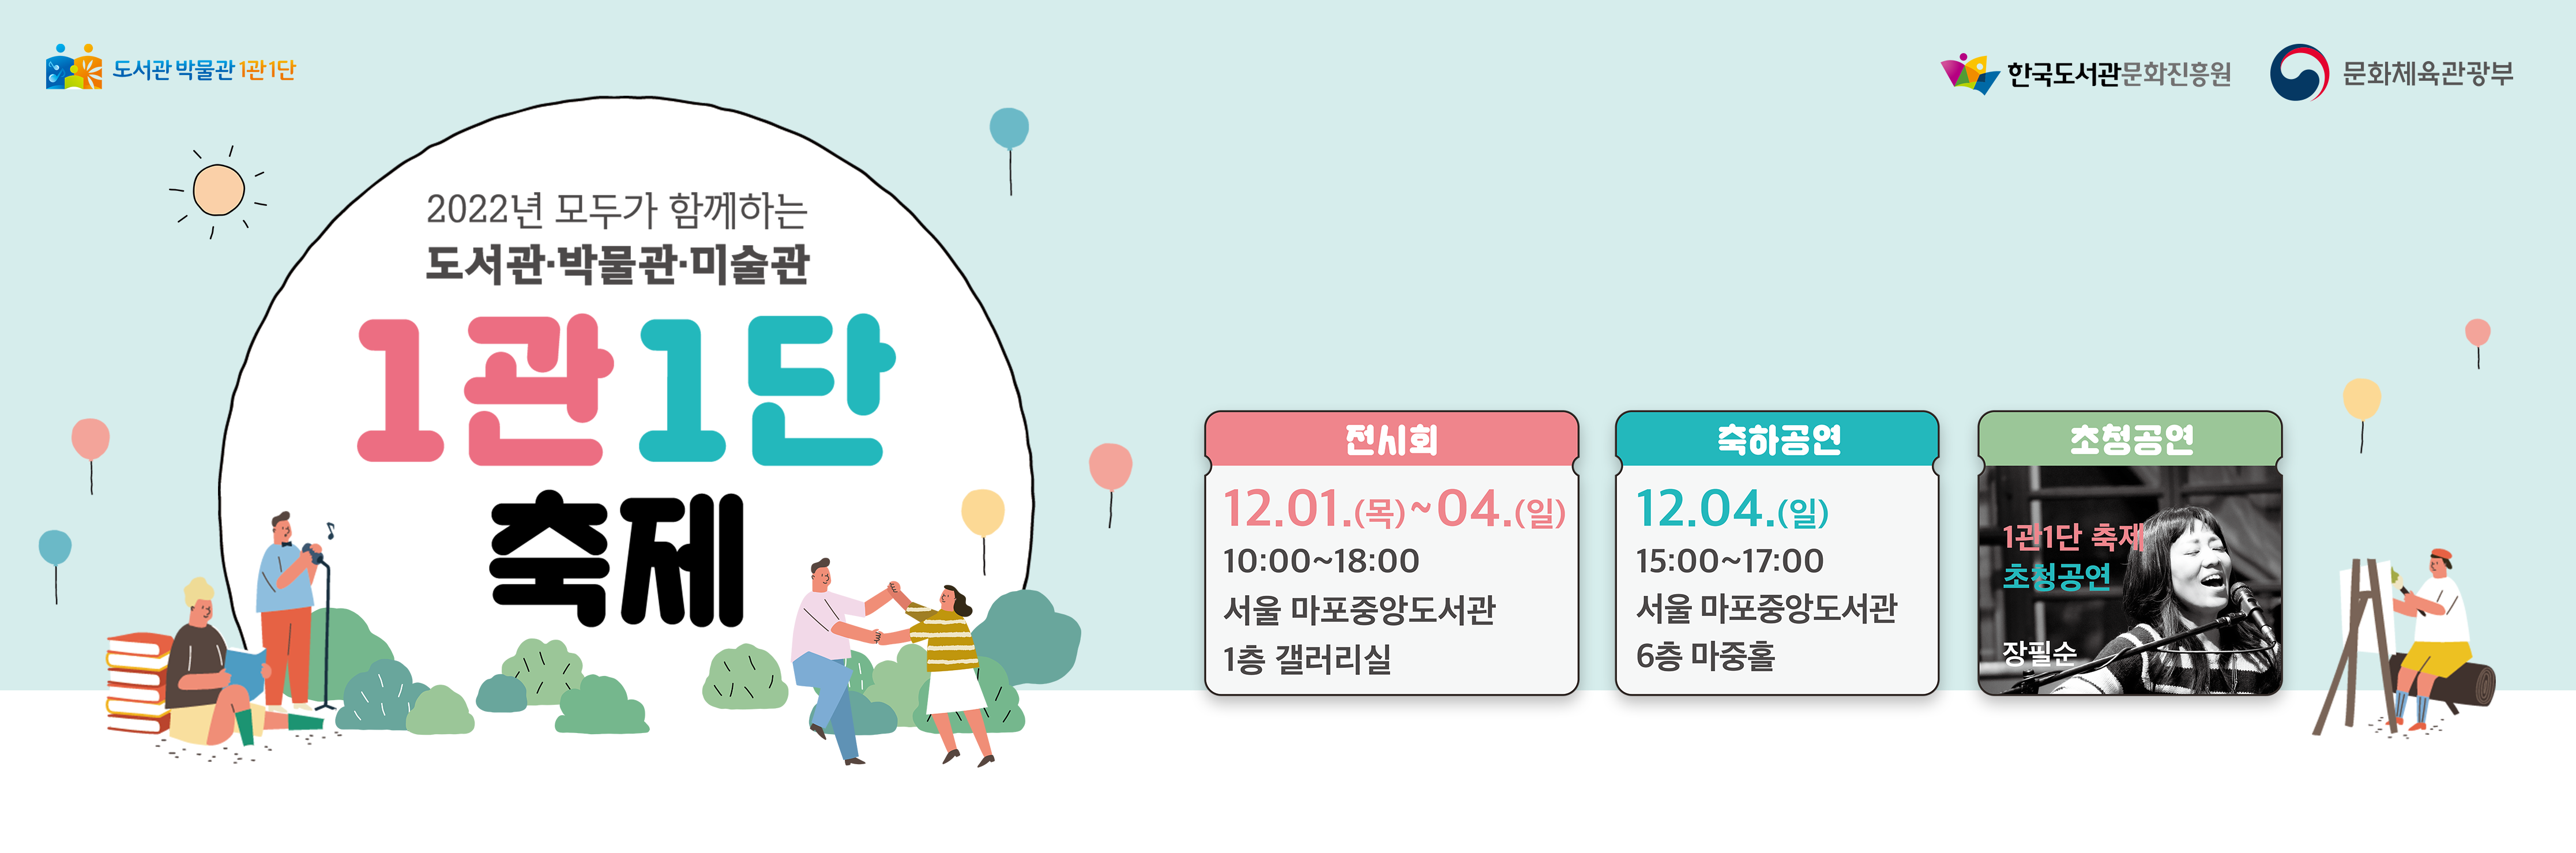 도서관 박물관 1관1단
한국도서관문화진흥원
문화체육관광부
2022년 모두가 함께하는
도서관·박물관·미술관
1관1단
축제
전시회
12.01.(목)~04.(일)
10:00~18:00
서울 마포중앙도서관
1층 갤러리실
축하공연
12.04.(일)
15:00~17:00
서울 마포중앙도서관
6층 마중홀
초청공연
1관1단 축제
초청공연
장필순